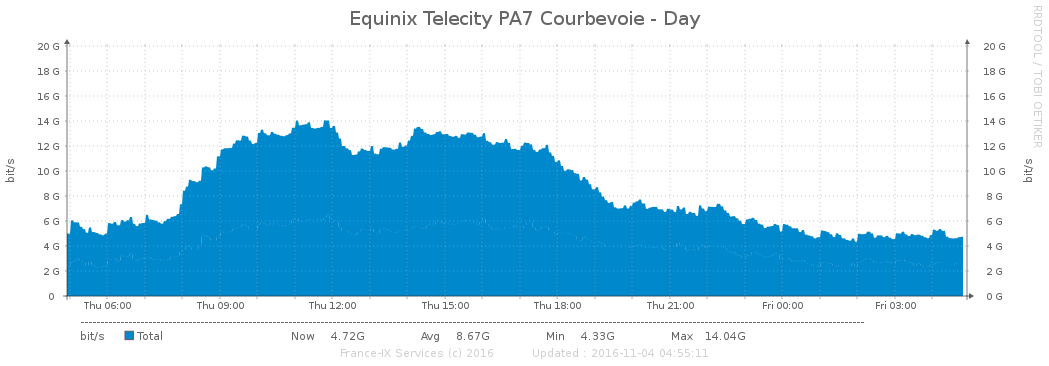 Equinix Telecity PA7 Courbevoie - Day
RRDTOOL / TOBI OETIKER
bit/s
20 G 20 G
18 G 18 G
16 G 16 G
14 G 14 G
12 G 12 G
10 G 10 G
8 G 8 G
6 G 6 G
4 G 4 G
2 G 2 G
0 0 G
bit/s
Thu 06:00 Thu 09:00 Thu 12:00 Thu 15:00 Thu 18:00 Thu 21:00 Fri 00:00 Fri 03:00
bit/s Total Now 4.72G Avg 8.67G Min 4.33G Max 14.04G
France-IX Services (c) 2016 Updated : 2016-11-04 04:55:11